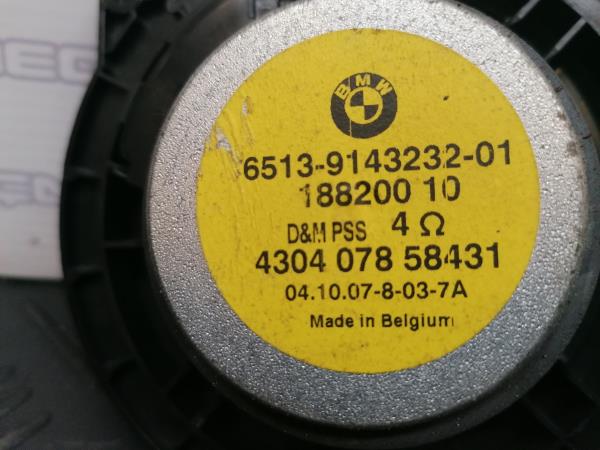 BMW
6513-9143232-01
188200 10
D&M PSS 4 Ω
4304 078 58431
04.10.07-8-03-7A
Made in Belgium